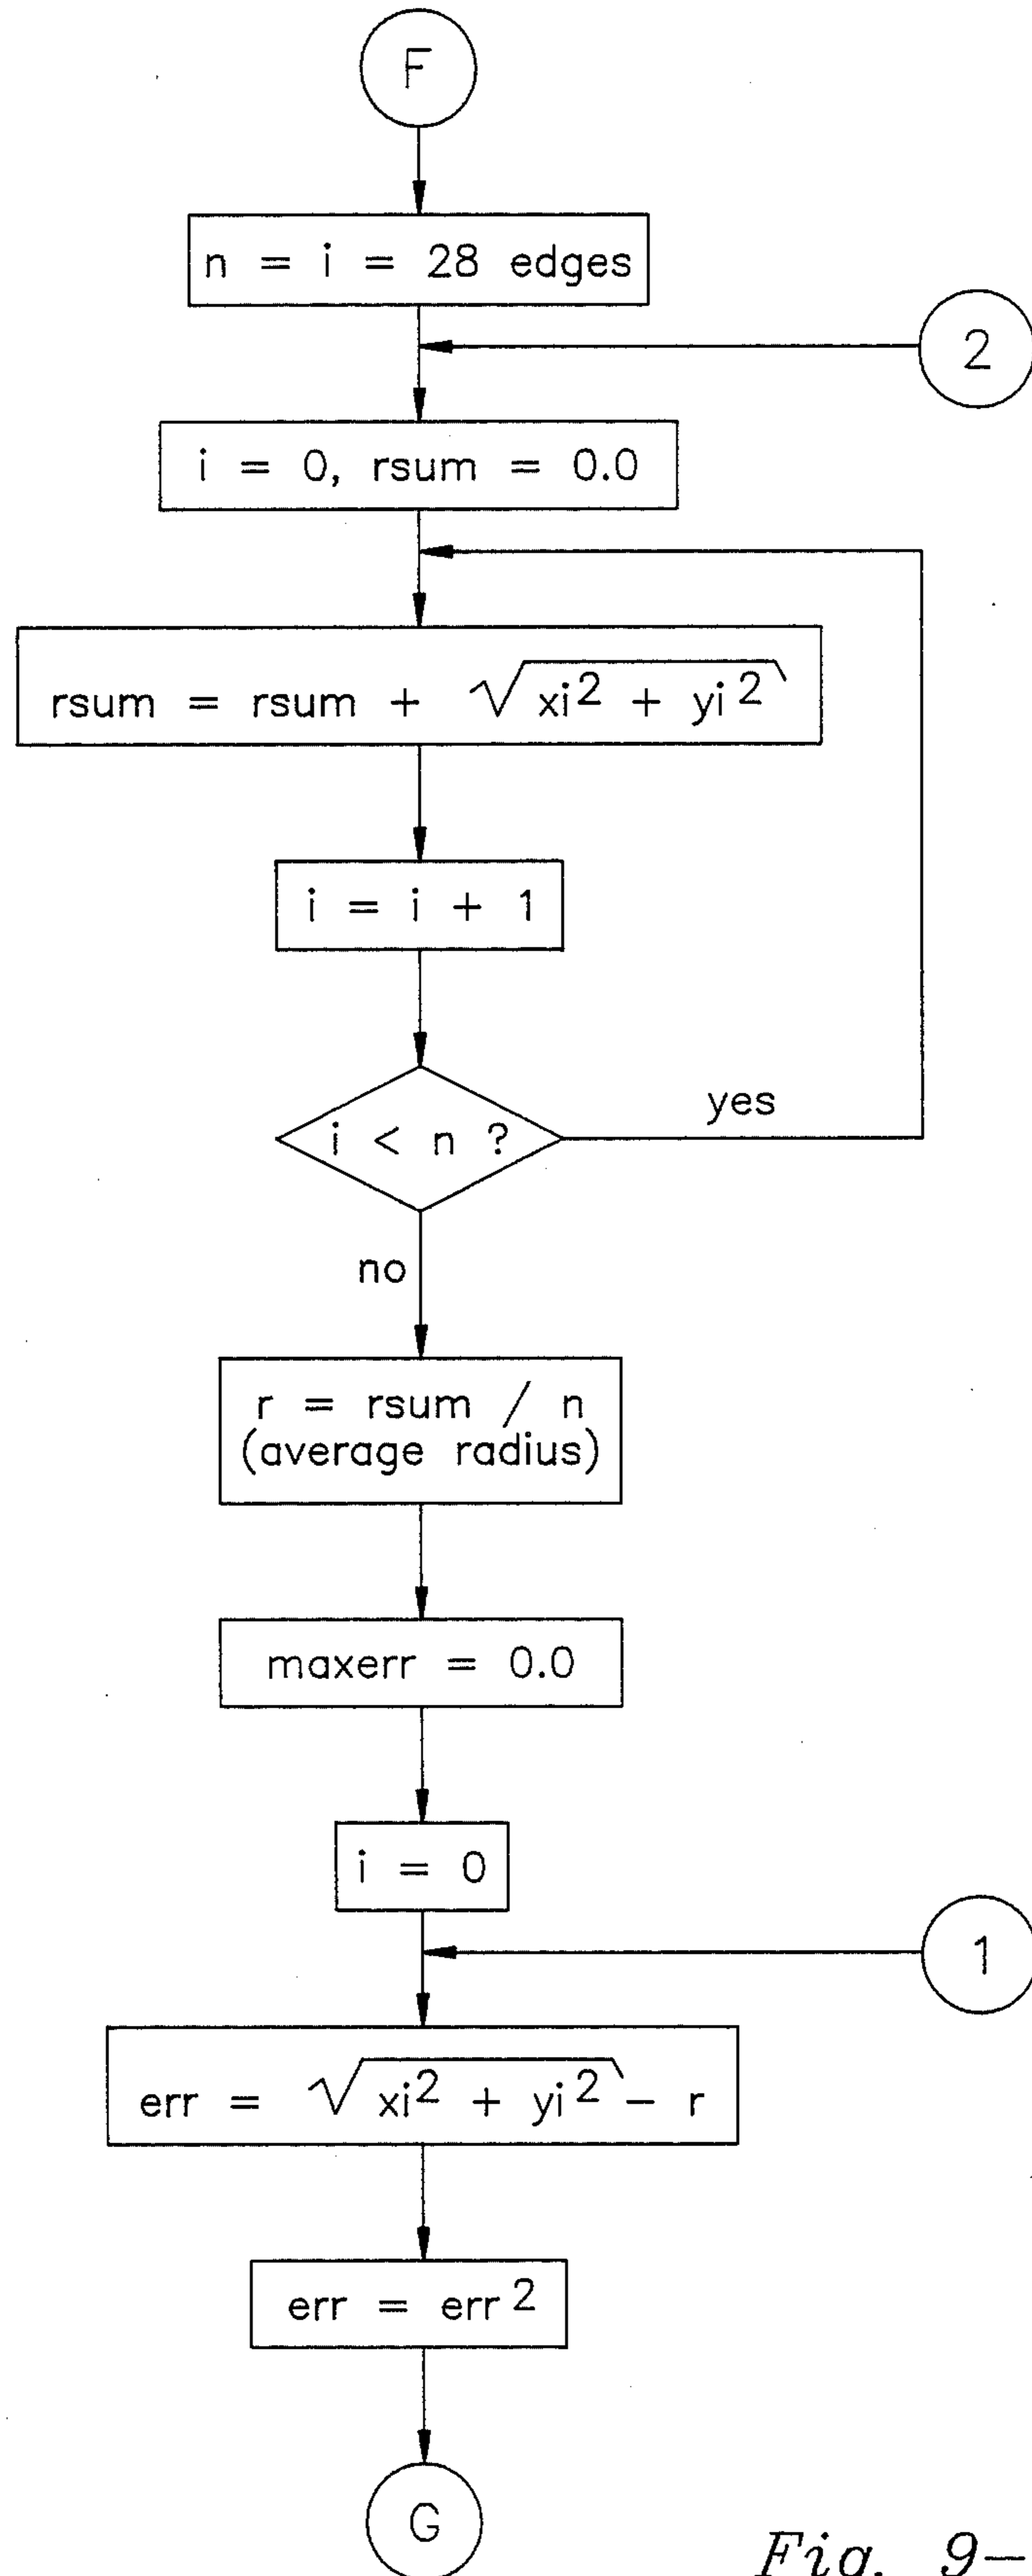 F
n = i = 28 edges
2
i = 0, rsum = 0.0
rsum = rsum + √xi² + yi²
i = i + 1
i < n ?
yes
no
r = rsum / n
(average radius)
maxerr = 0.0
i = 0
1
err = √xi² + yi² - r
err = err²
G
Fig. 9-